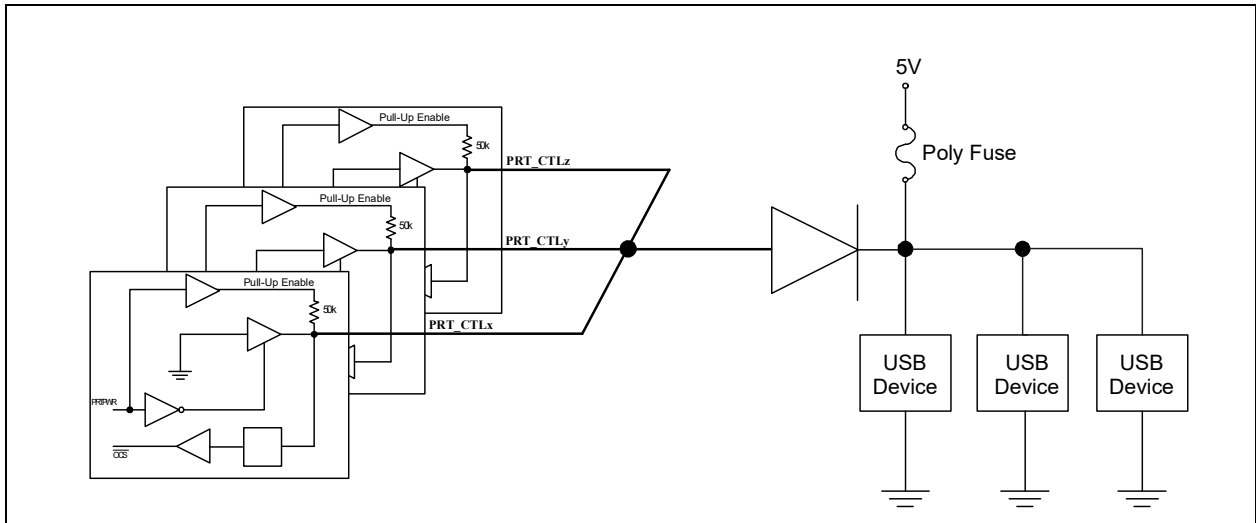 5V
Poly Fuse
Pull-Up Enable
50k
PRT_CTLz
Pull-Up Enable
50k
PRT_CTLy
Pull-Up Enable
50k
PRT_CTLx
PRTPWR
OCS
USB
Device
USB
Device
USB
Device